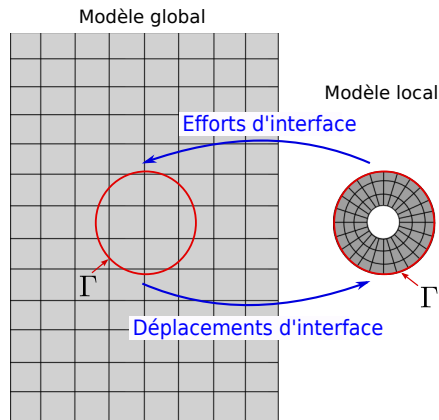 Modèle global
Modèle local
Efforts d'interface
Γ
Γ
Déplacements d'interface